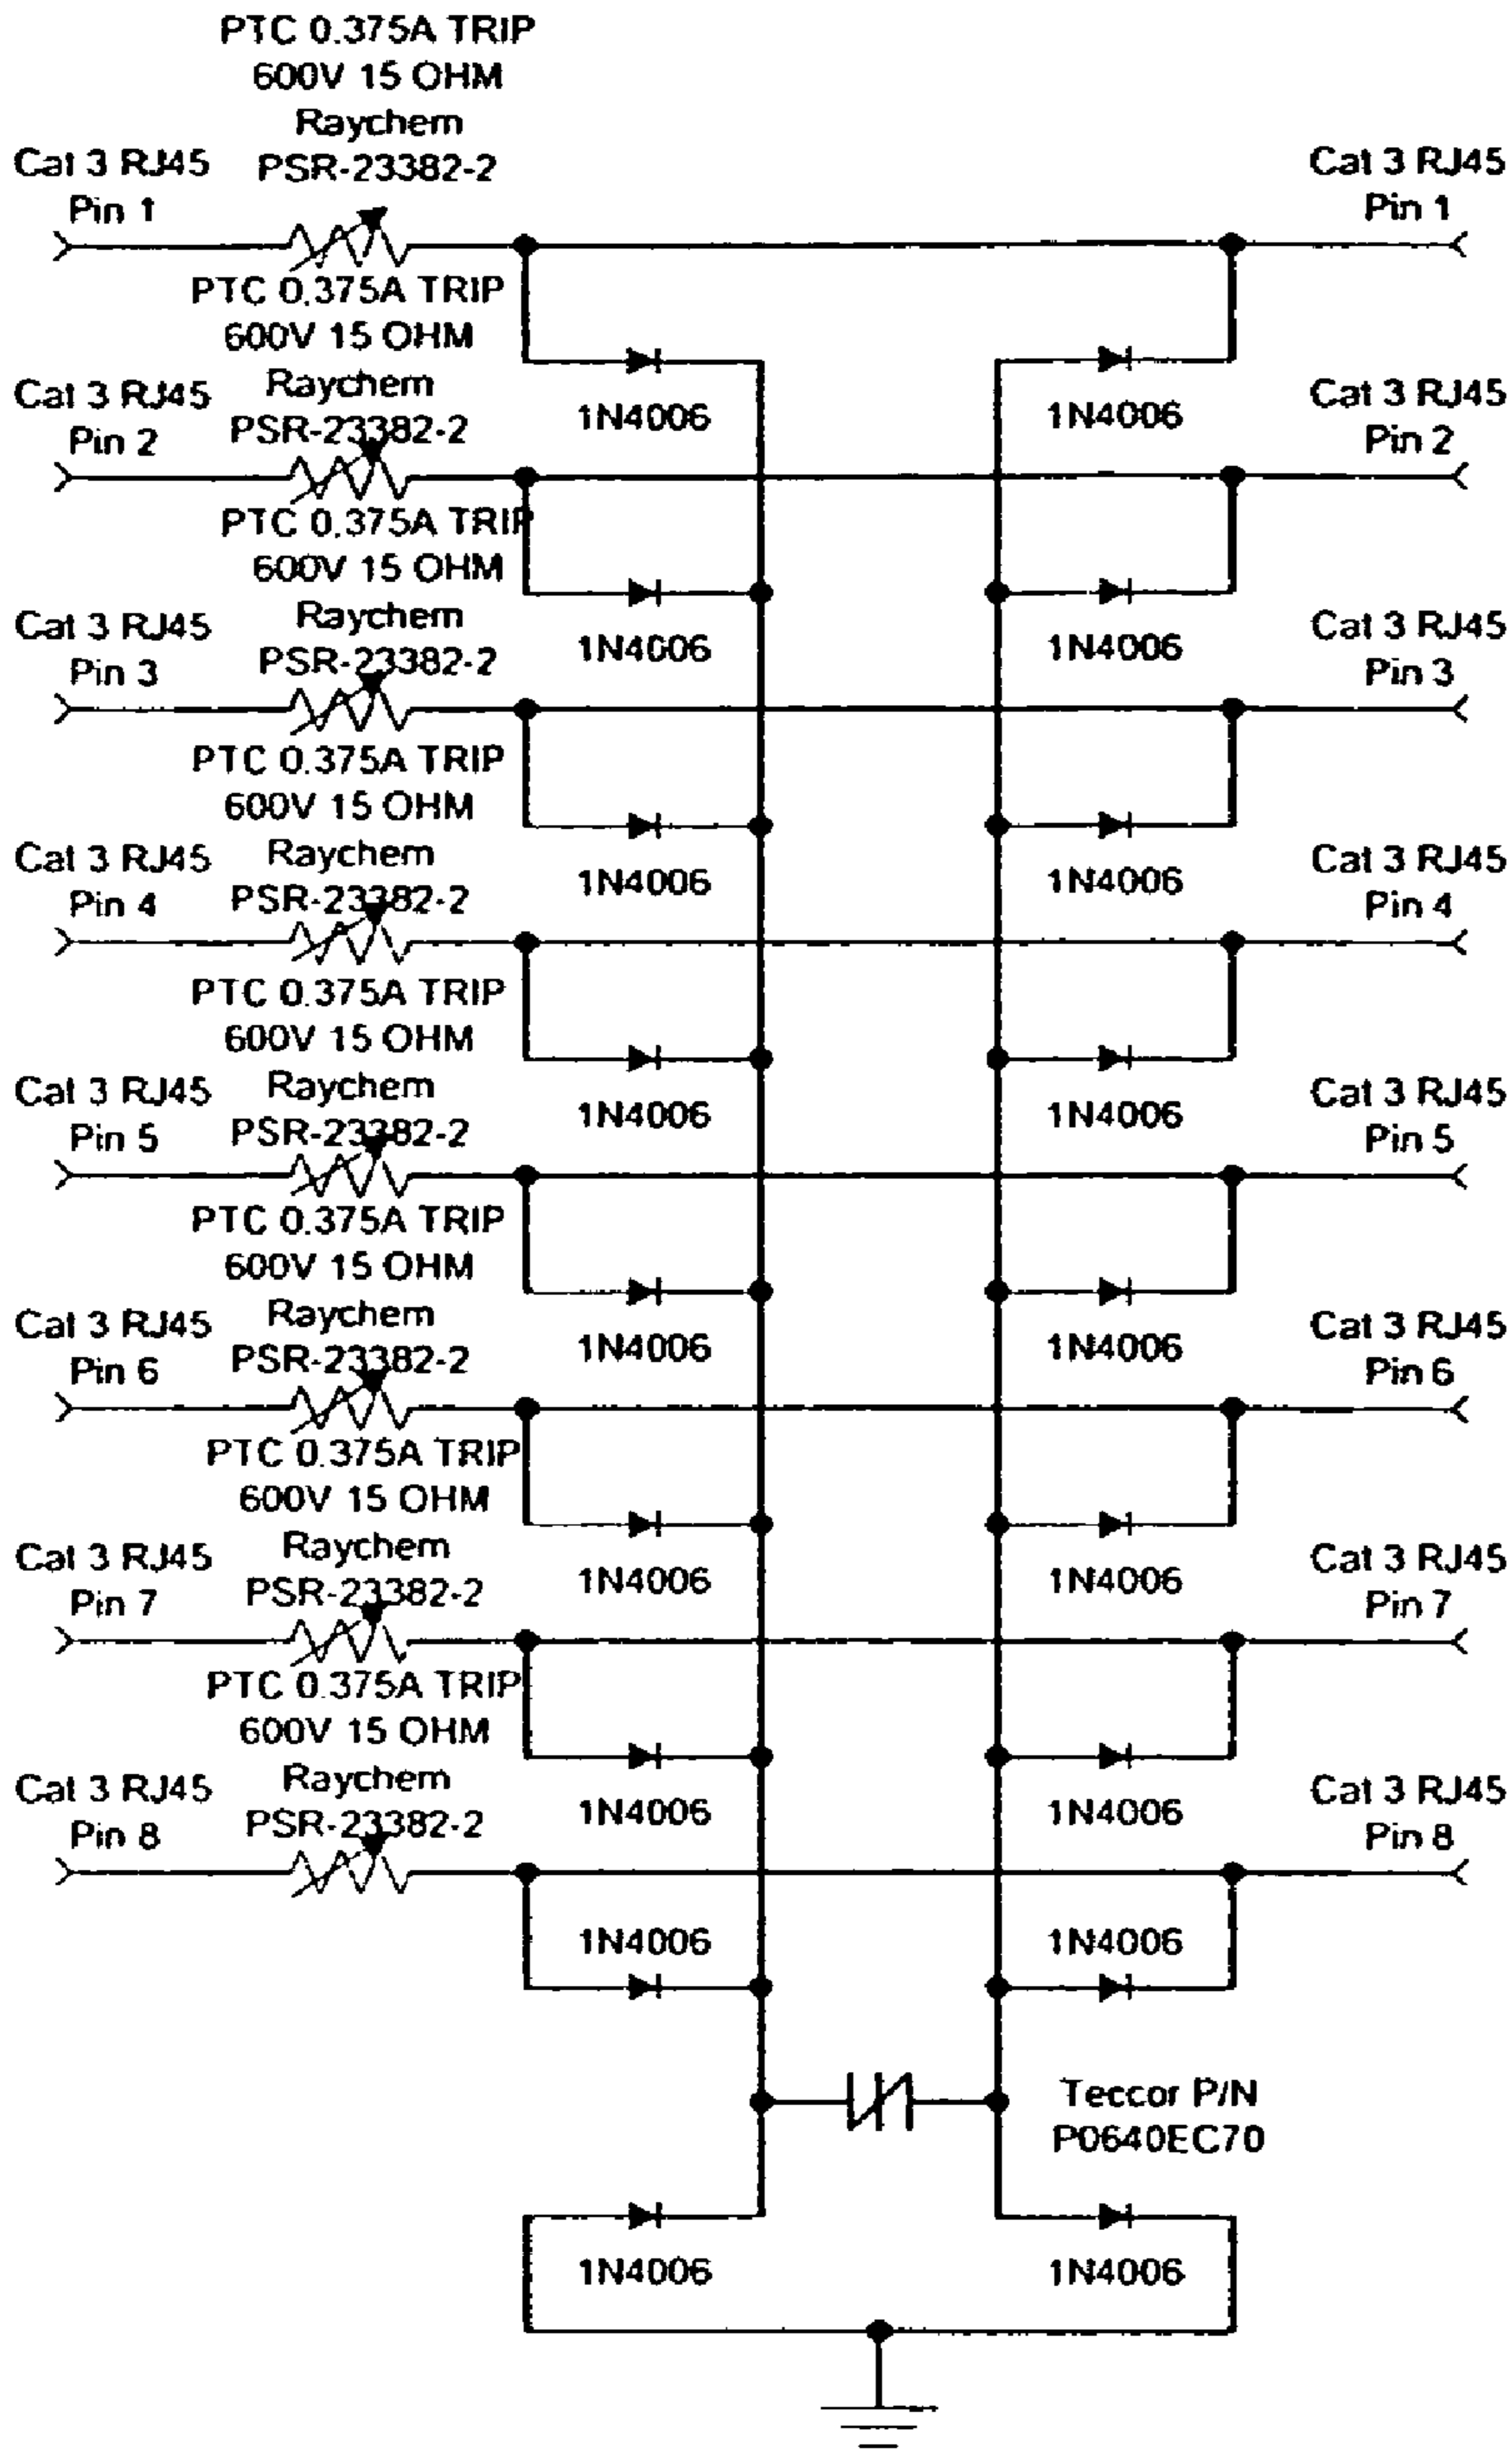 PTC 0.375A TRIP
600V 15 OHM
Raychem
PSR-23382-2
Cat 3 RJ45
Pin 1
Cat 3 RJ45
Pin 1
PTC 0.375A TRIP
600V 15 OHM
Raychem
PSR-23382-2
Cat 3 RJ45
Pin 2
1N4006
1N4006
Cat 3 RJ45
Pin 2
PTC 0.375A TRIP
600V 15 OHM
Raychem
PSR-23382-2
Cat 3 RJ45
Pin 3
1N4006
1N4006
Cat 3 RJ45
Pin 3
PTC 0.375A TRIP
600V 15 OHM
Raychem
PSR-23382-2
Cat 3 RJ45
Pin 4
1N4006
1N4006
Cat 3 RJ45
Pin 4
PTC 0.375A TRIP
600V 15 OHM
Raychem
PSR-23382-2
Cat 3 RJ45
Pin 5
1N4006
1N4006
Cat 3 RJ45
Pin 5
PTC 0.375A TRIP
600V 15 OHM
Raychem
PSR-23382-2
Cat 3 RJ45
Pin 6
1N4006
1N4006
Cat 3 RJ45
Pin 6
PTC 0.375A TRIP
600V 15 OHM
Raychem
PSR-23382-2
Cat 3 RJ45
Pin 7
1N4006
1N4006
Cat 3 RJ45
Pin 7
PTC 0.375A TRIP
600V 15 OHM
Raychem
PSR-23382-2
Cat 3 RJ45
Pin 8
1N4006
1N4006
Cat 3 RJ45
Pin 8
1N4006
1N4006
Teccor P/N
P0640EC70
1N4006
1N4006